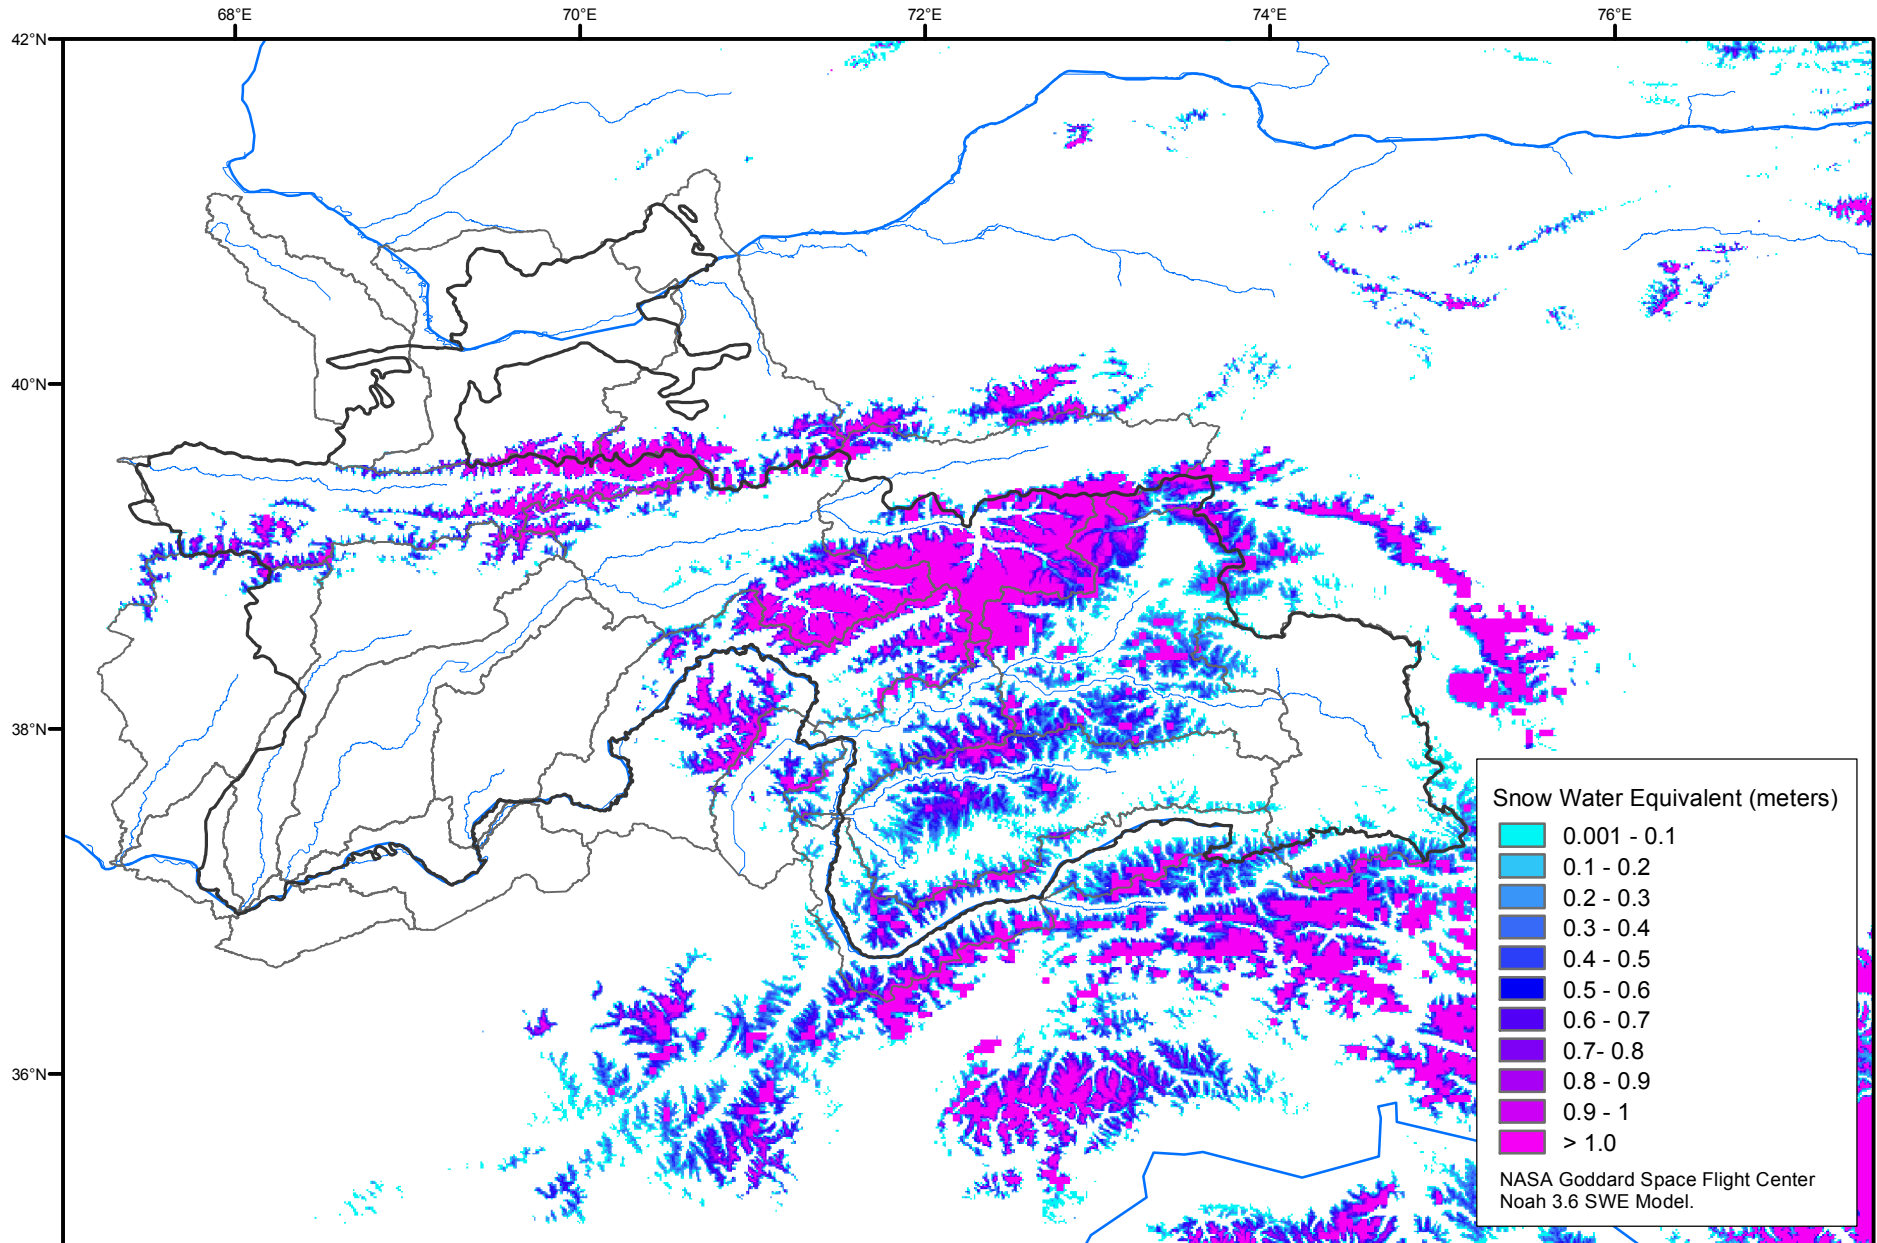 68°E 70°E 72°E 74°E 76°E
42°N
40°N
38°N
36°N
Snow Water Equivalent (meters)
0.001 - 0.1
0.1 - 0.2
0.2 - 0.3
0.3 - 0.4
0.4 - 0.5
0.5 - 0.6
0.6 - 0.7
0.7- 0.8
0.8 - 0.9
0.9 - 1
> 1.0
NASA Goddard Space Flight Center
Noah 3.6 SWE Model.